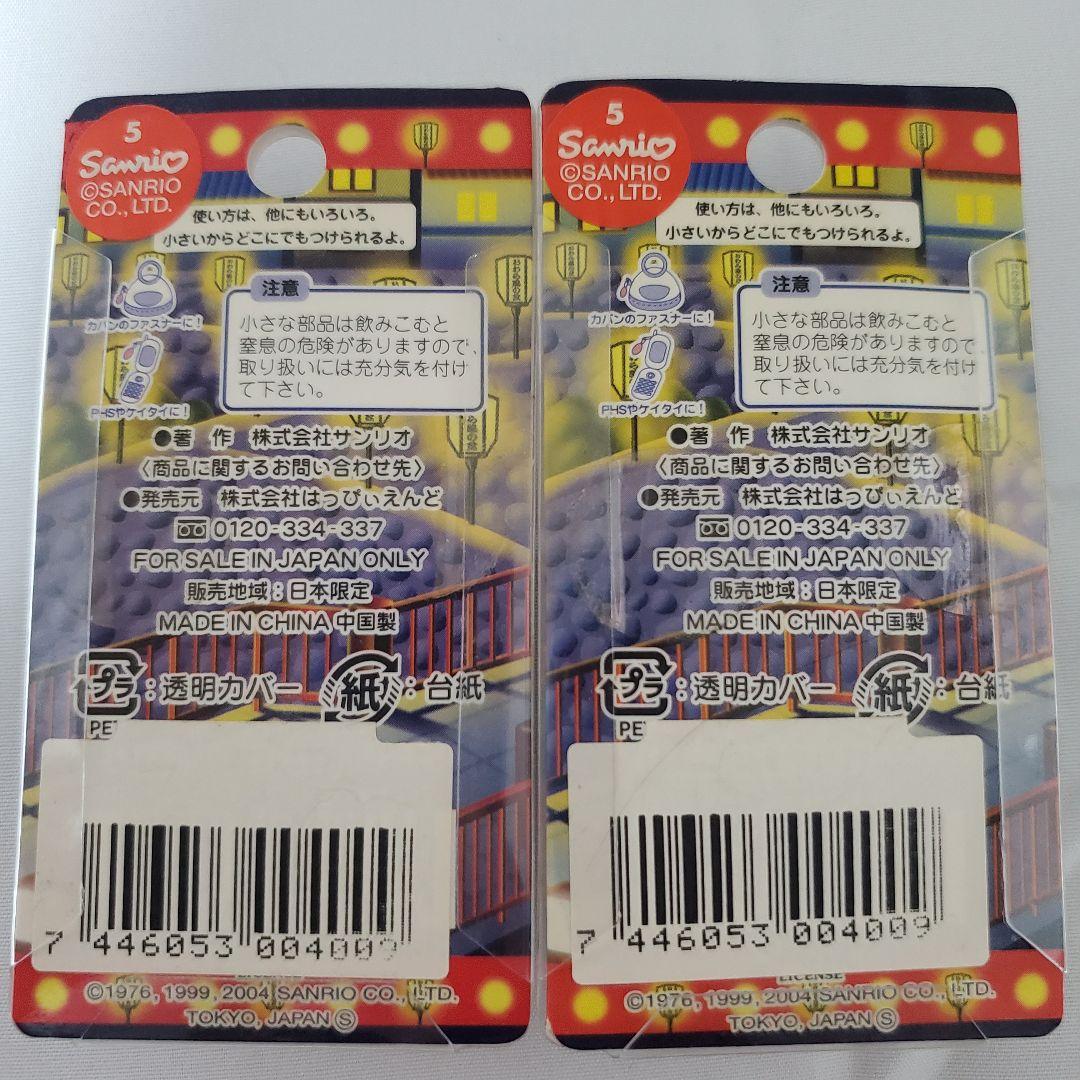 5
Sanrio
©SANRIO
CO., LTD.
使い方は、他にもいろいろ。
小さいからどこにでもつけられるよ。
カバンのファスナーに!
PHSやケイタイに!
注意
小さな部品は飲みこむと
窒息の危険がありますので、
取り扱いには充分気を付け
て下さい。
●著 作 株式会社サンリオ
〈商品に関するお問い合わせ先〉
●発売元 株式会社はっぴぃえんど
0120-334-337
FOR SALE IN JAPAN ONLY
販売地域:日本限定
MADE IN CHINA 中国製
プラ:透明カバー 紙:台紙
PE
7 446053 004009
©1976, 1999, 2004 SANRIO CO., LTD.
TOKYO, JAPAN Ⓢ
5
Sanrio
©SANRIO
CO., LTD.
使い方は、他にもいろいろ。
小さいからどこにでもつけられるよ。
カバンのファスナーに!
PHSやケイタイに!
注意
小さな部品は飲みこむと
窒息の危険がありますので、
取り扱いには充分気を付け
て下さい。
●著 作 株式会社サンリオ
〈商品に関するお問い合わせ先〉
●発売元 株式会社はっぴぃえんど
0120-334-337
FOR SALE IN JAPAN ONLY
販売地域:日本限定
MADE IN CHINA 中国製
プラ:透明カバー 紙:台紙
PE
7 446053 004009
LICENSE
©1976, 1999, 2004 SANRIO CO., LTD.
TOKYO, JAPAN Ⓢ